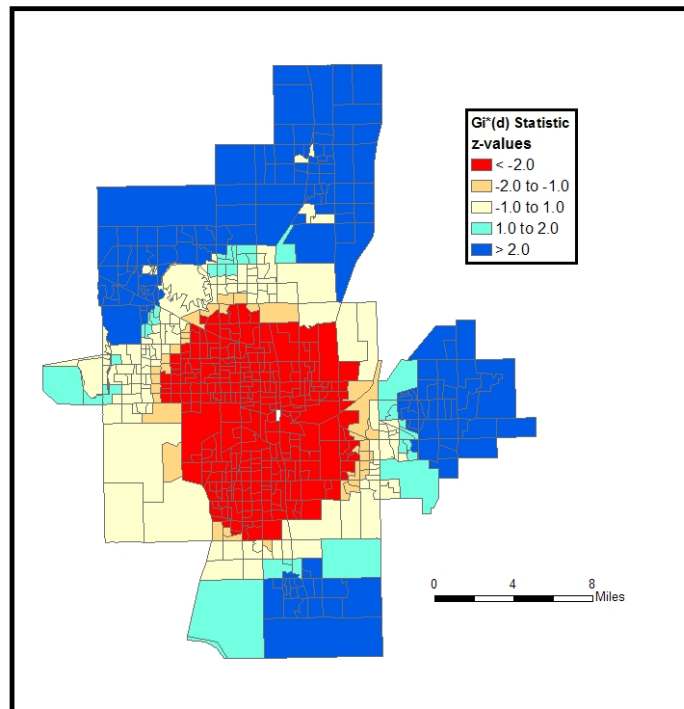 Gi*(d) Statistic
z-values
< -2.0
-2.0 to -1.0
-1.0 to 1.0
1.0 to 2.0
> 2.0
0 4 8
Miles